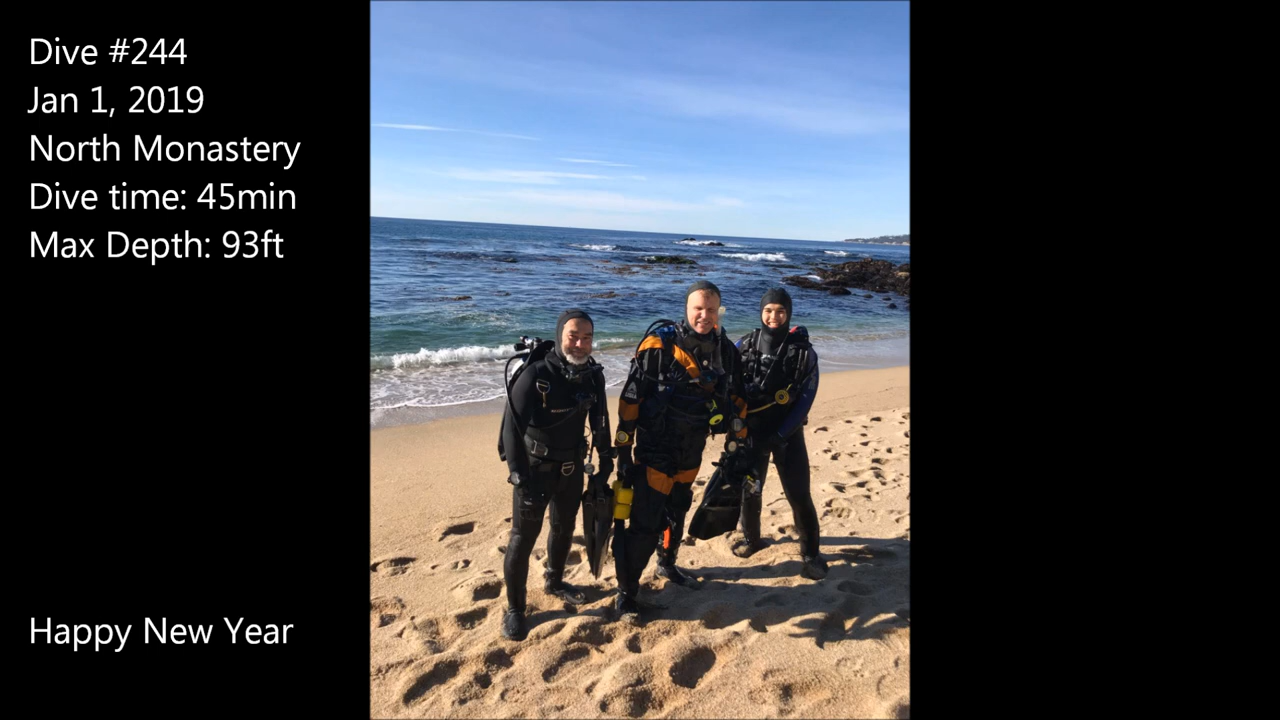 Dive #244
Jan 1, 2019
North Monastery
Dive time: 45min
Max Depth: 93ft
Happy New Year